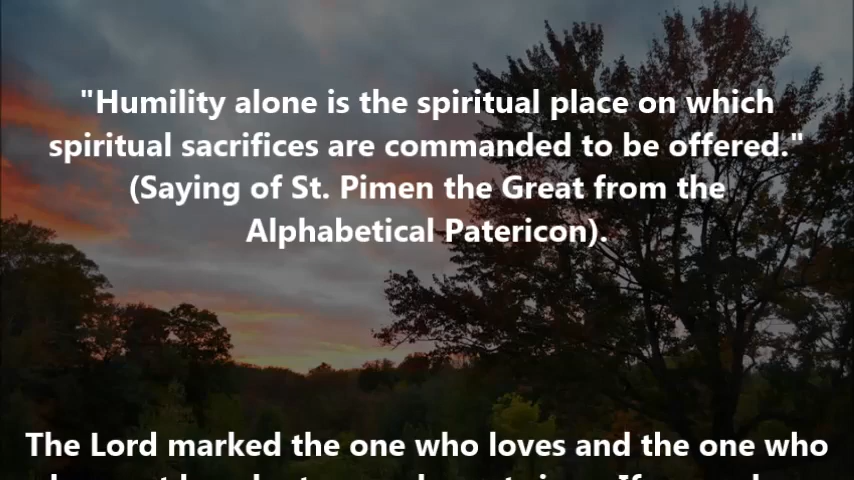 "Humility alone is the spiritual place on which
spiritual sacrifices are commanded to be offered."
(Saying of St. Pimen the Great from the
Alphabetical Patericon).
The Lord marked the one who loves and the one who